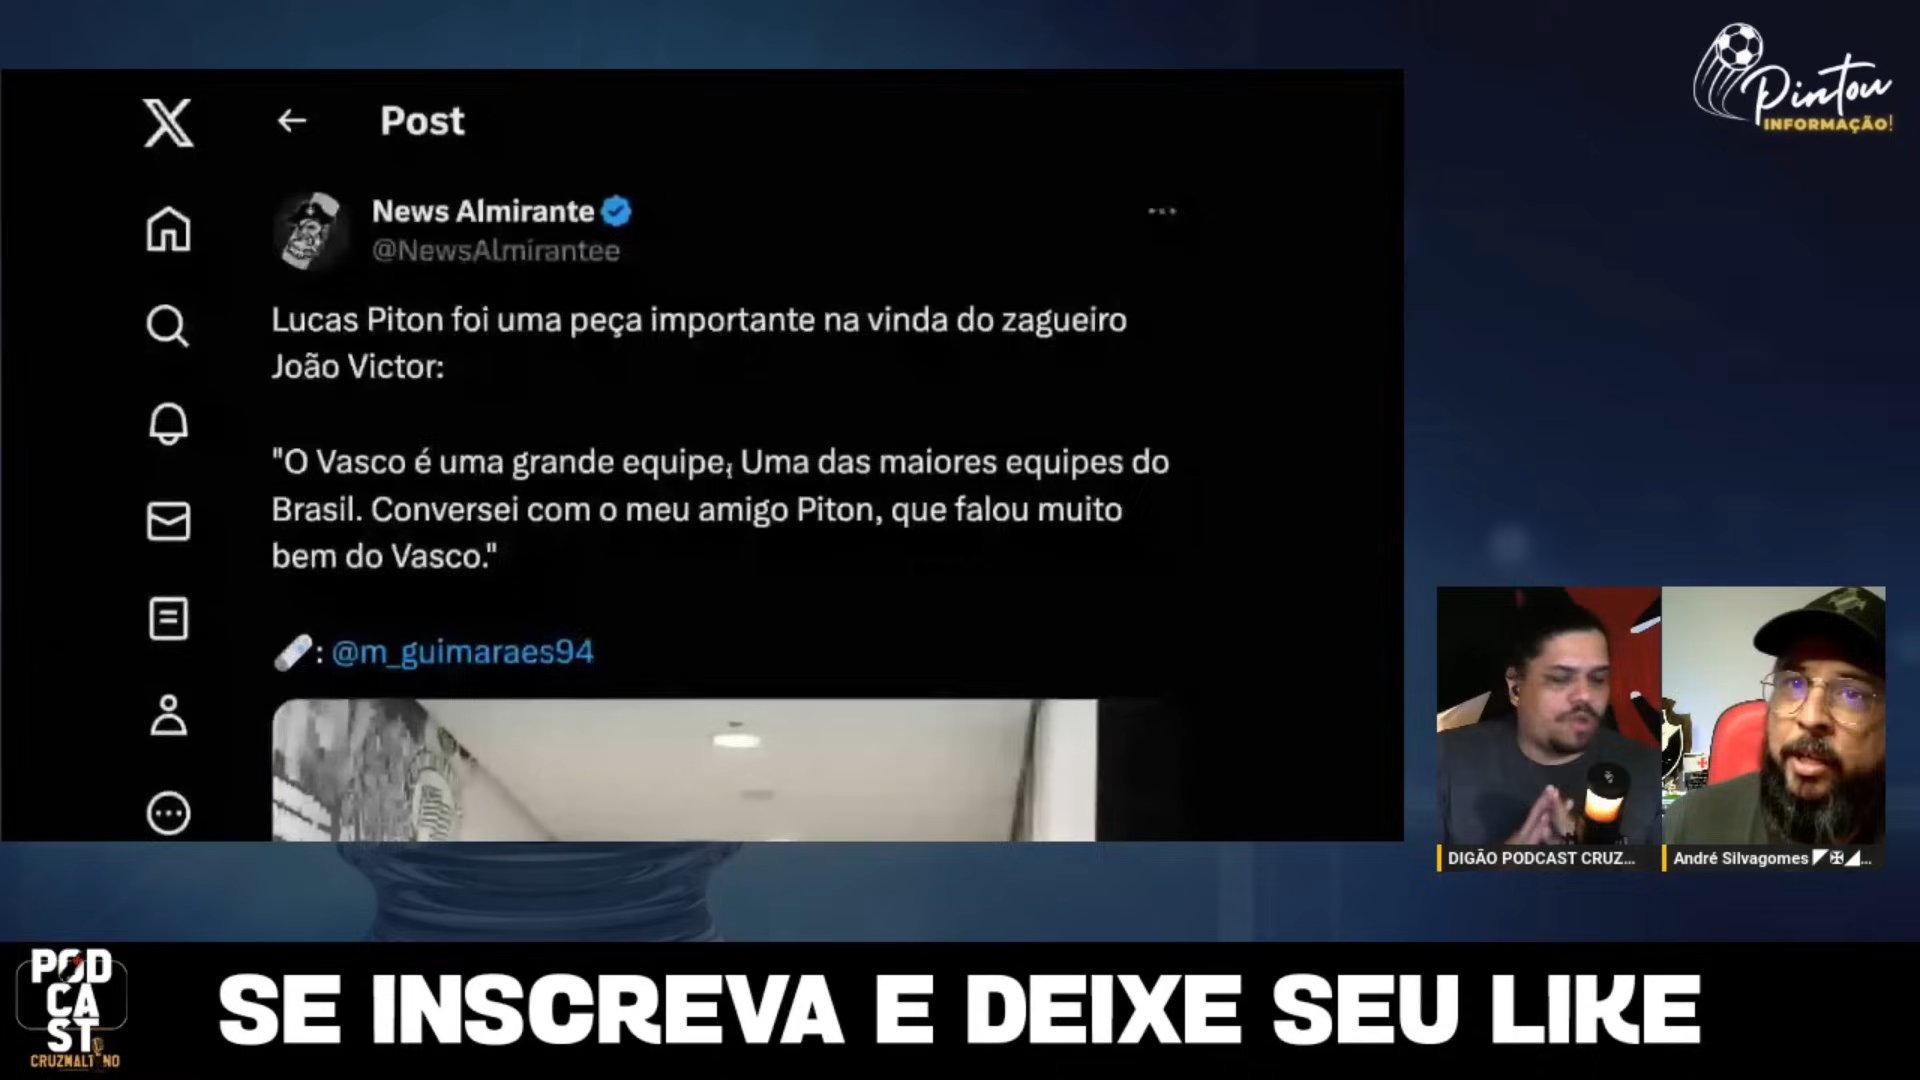 Pintou
INFORMAÇÃO!
Post
News Almirante
@NewsAlmirantee
Lucas Piton foi uma peça importante na vinda do zagueiro
João Victor:
"O Vasco é uma grande equipe, Uma das maiores equipes do
Brasil. Conversei com o meu amigo Piton, que falou muito
bem do Vasco."
: @m_guimaraes94
DIGÃO PODCAST CRUZ...
André Silvagomes ...
POD
CA
ST
CRUZMALTINO
SE INSCREVA E DEIXE SEU LIKE